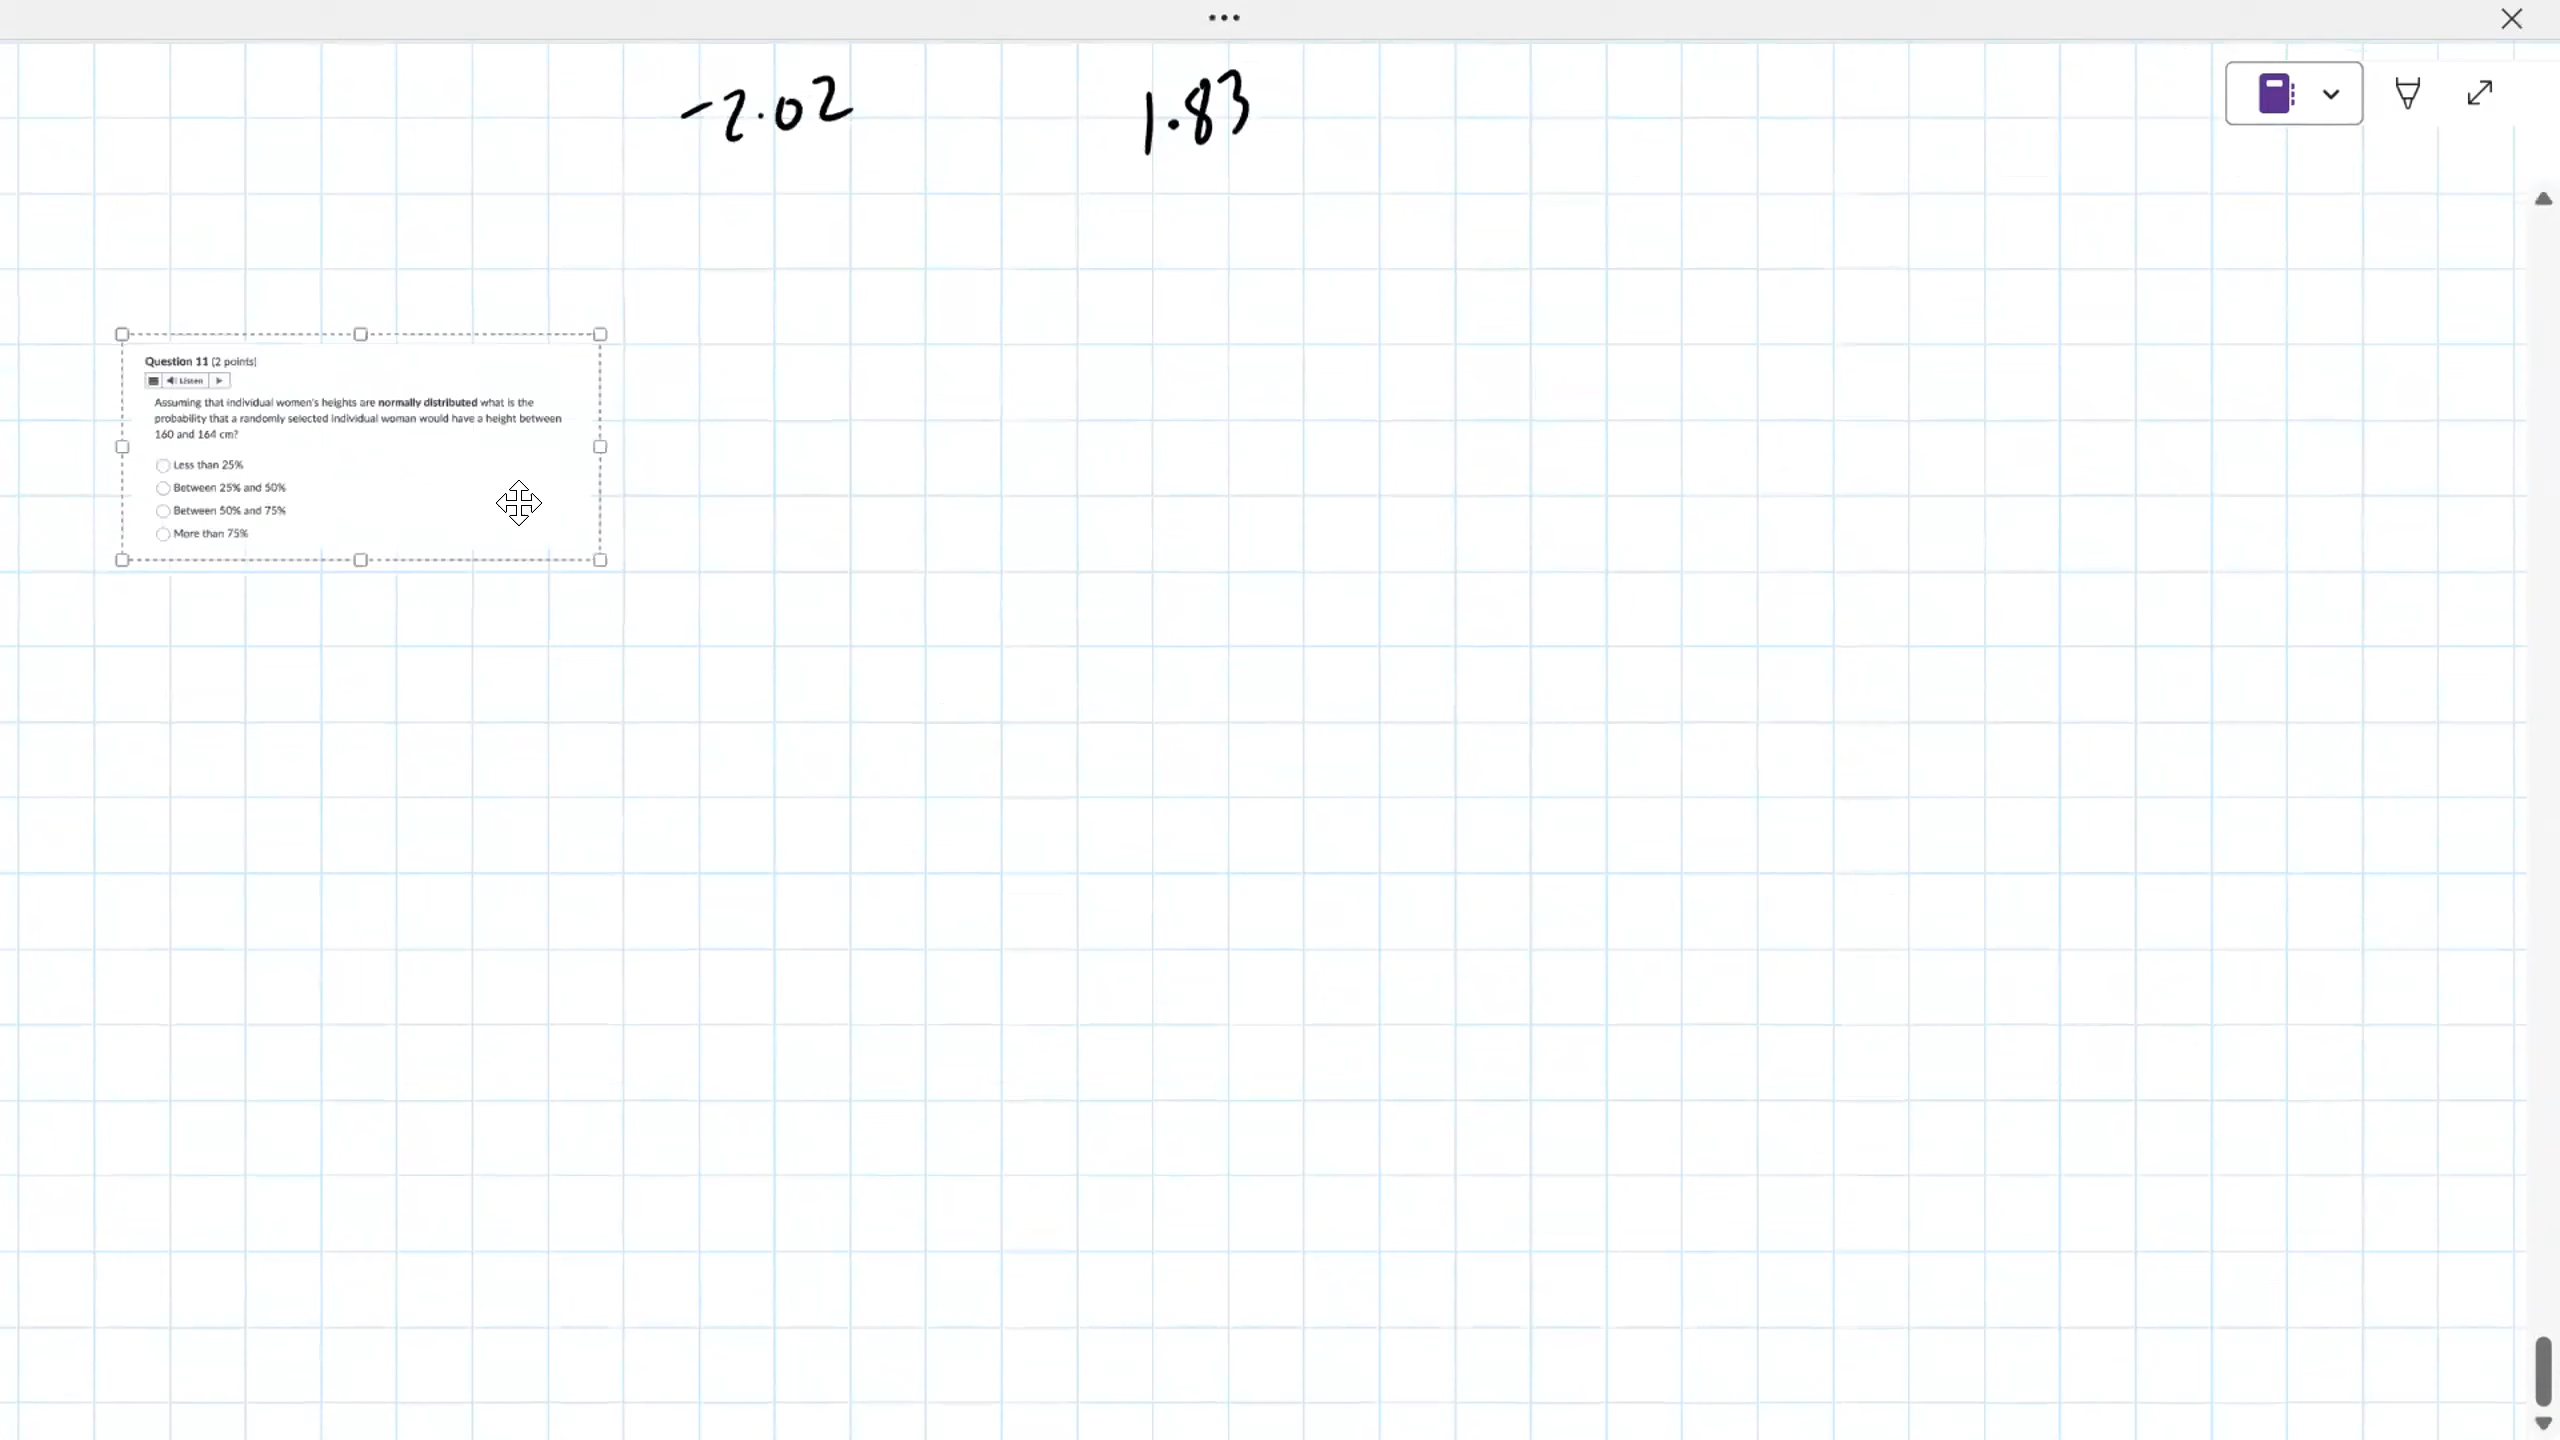 -2.02 1.83
Question 11 (2 points)
Listen
Assuming that individual women's heights are normally distributed what is the
probability that a randomly selected individual woman would have a height between
160 and 164 cm?
Less than 25%
Between 25% and 50%
Between 50% and 75%
More than 75%